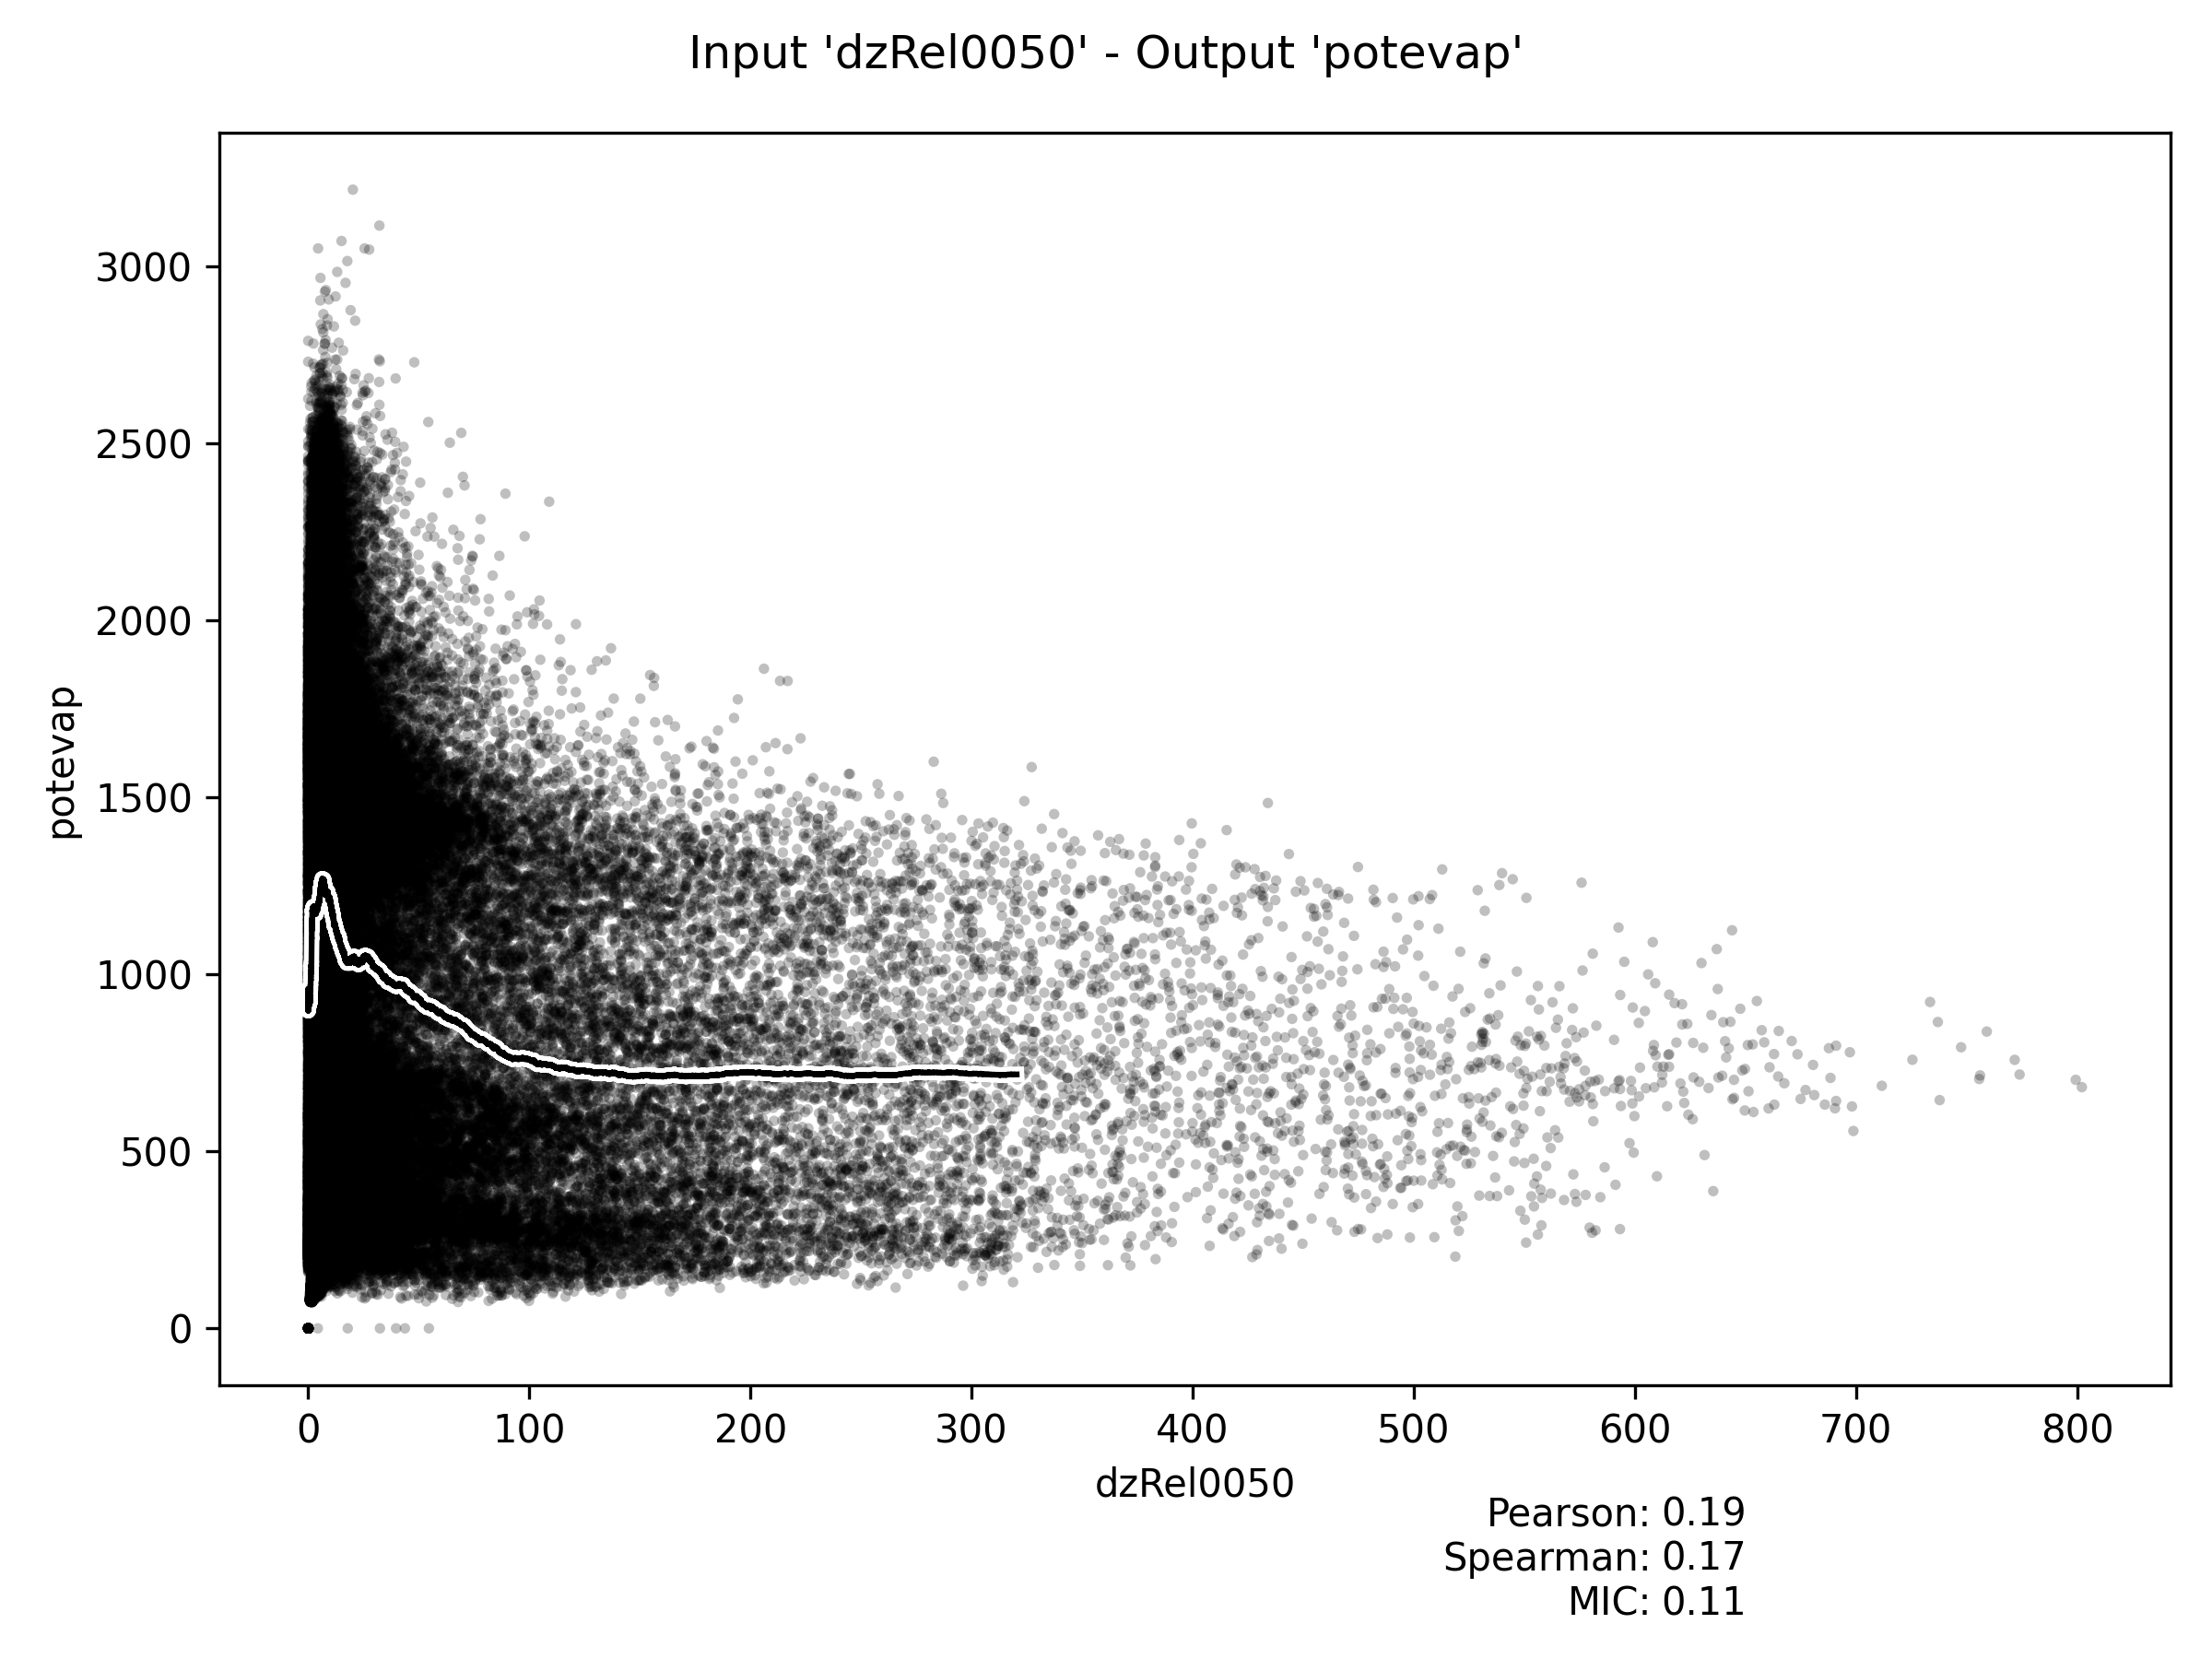 Input 'dzRel0050' - Output 'potevap'
3000
2500
2000
1500
1000
500
0
potevap
0 100 200 300 400 500 600 700 800
dzRel0050
Pearson: 0.19
Spearman: 0.17
MIC: 0.11